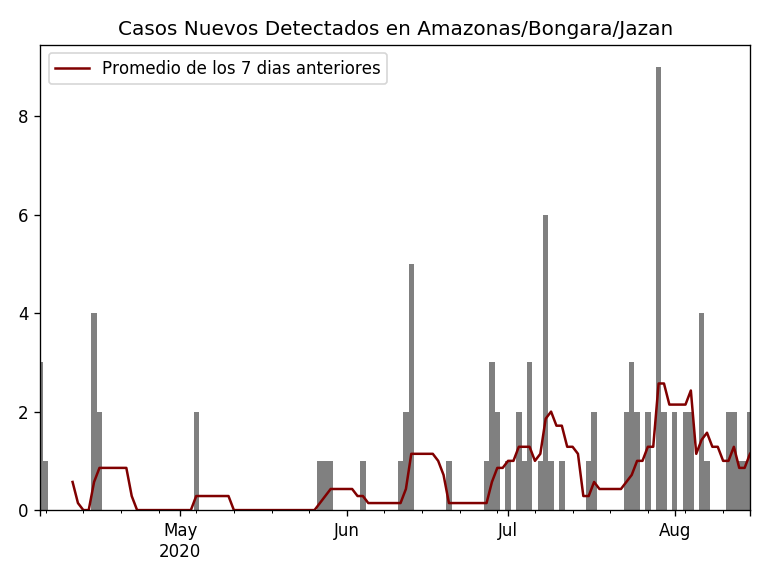 Casos Nuevos Detectados en Amazonas/Bongara/Jazan
Promedio de los 7 dias anteriores
8
6
4
2
0
May
2020
Jun
Jul
Aug